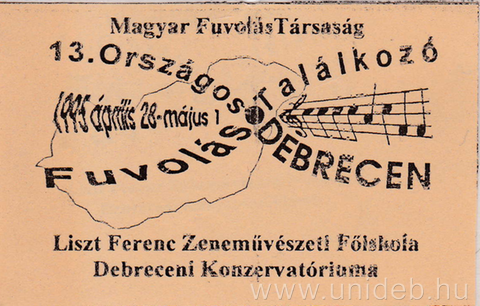 Magyar FuvolásTársaság
13.Országos Találkozó
1995 április 28-május 1
Fuvolás
DEBRECEN
Liszt Ferenc Zeneművészeti Főiskola
Debreceni Konzervatóriuma
www.unideb.hu